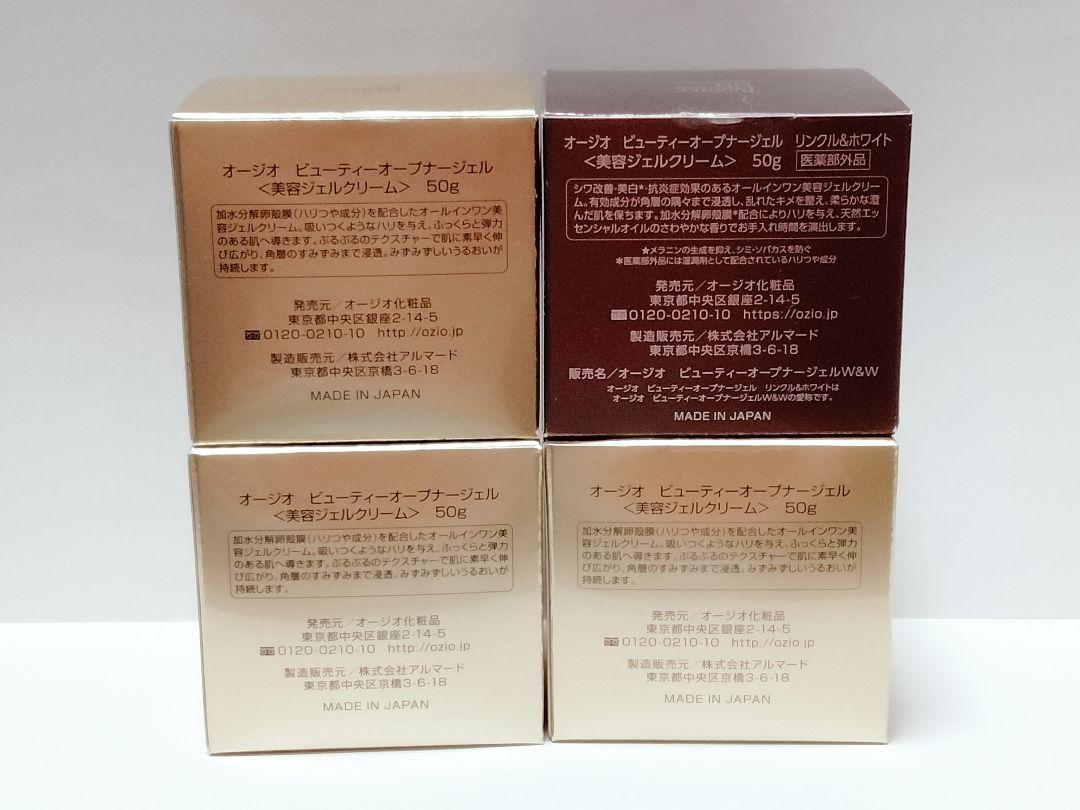 オージオ ビューティーオープナージェル
<美容ジェルクリーム> 50g
加水分解卵殻膜(ハリつや成分)を配合したオールインワン美
容ジェルクリーム。吸いつくようなハリを与え、ふっくらと弾力
のある肌へ導きます。ぷるぷるのテクスチャーで肌に素早く伸
び広がり、角層のすみずみまで浸透。みずみずしいうるおいが
持続します。
発売元/オージオ化粧品
東京都中央区銀座2-14-5
0120-0210-10 http://ozio.jp
製造販売元/株式会社アルマード
東京都中央区京橋3-6-18
MADE IN JAPAN
オージオ ビューティーオープナージェル リンクル&ホワイト
<美容ジェルクリーム> 50g 医薬部外品
シワ改善・美白★・抗炎症効果のあるオールインワン美容ジェルクリー
ム。有効成分が角層の隅々まで浸透し、乱れたキメを整え、柔らかな澄
んだ肌を保ちます。加水分解卵殻膜*配合によりハリを与え、天然エッ
センシャルオイルのさわやかな香りでお手入れ時間を演出します。
★メラニンの生成を抑え、シミ・ソバカスを防ぐ
*医薬部外品には湿潤剤として配合されているハリつや成分
発売元/オージオ化粧品
東京都中央区銀座2-14-5
0120-0210-10 https://ozio.jp
製造販売元/株式会社アルマード
東京都中央区京橋3-6-18
販売名/オージオ ビューティーオープナージェルW&W
オージオ ビューティーオープナージェル リンクル&ホワイトは
オージオ ビューティーオープナージェルW&Wの愛称です。
MADE IN JAPAN
オージオ ビューティーオープナージェル
<美容ジェルクリーム> 50g
加水分解卵殻膜(ハリつや成分)を配合したオールインワン美
容ジェルクリーム。吸いつくようなハリを与え、ふっくらと弾力
のある肌へ導きます。ぷるぷるのテクスチャーで肌に素早く伸
び広がり、角層のすみずみまで浸透。みずみずしいうるおいが
持続します。
発売元/オージオ化粧品
東京都中央区銀座2-14-5
0120-0210-10 http://ozio.jp
製造販売元/株式会社アルマード
東京都中央区京橋3-6-18
MADE IN JAPAN
オージオ ビューティーオープナージェル
<美容ジェルクリーム> 50g
加水分解卵殻膜(ハリつや成分)を配合したオールインワン美
容ジェルクリーム。吸いつくようなハリを与え、ふっくらと弾力
のある肌へ導きます。ぷるぷるのテクスチャーで肌に素早く伸
び広がり、角層のすみずみまで浸透。みずみずしいうるおいが
持続します。
発売元/オージオ化粧品
東京都中央区銀座2-14-5
0120-0210-10 http://ozio.jp
製造販売元/株式会社アルマード
東京都中央区京橋3-6-18
MADE IN JAPAN